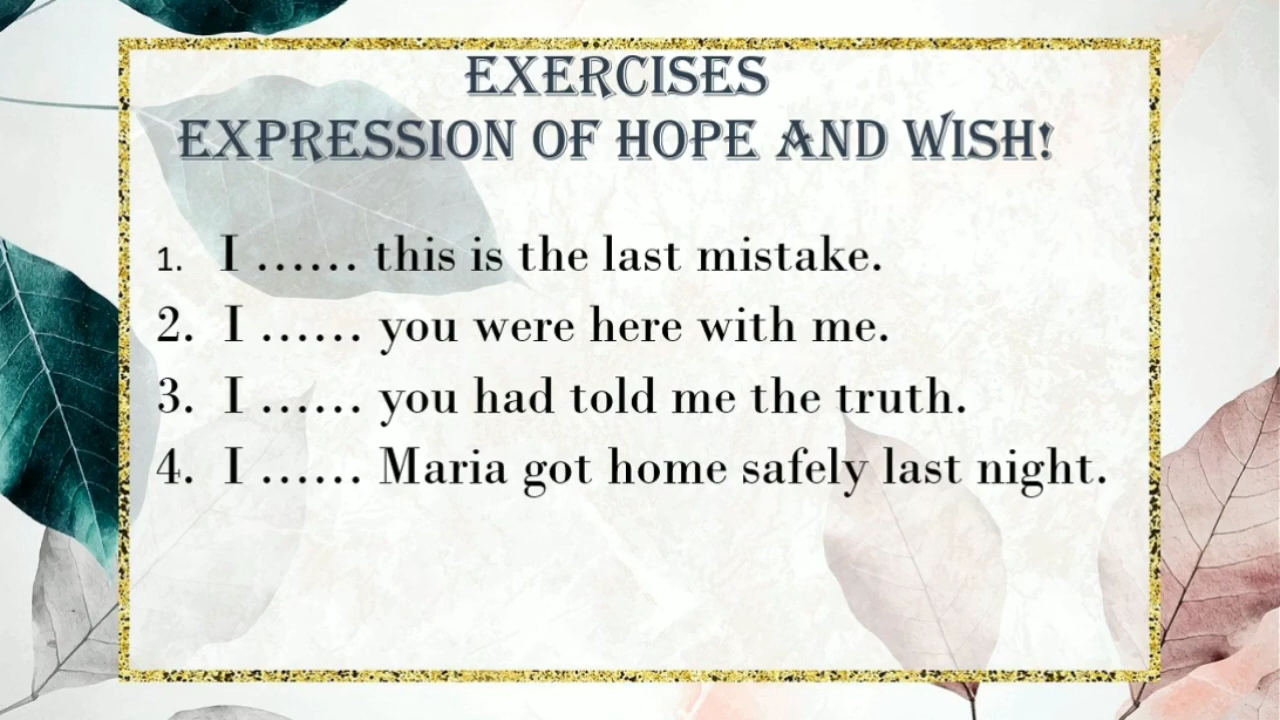 EXERCISES
EXPRESSION OF HOPE AND WISH!
1. I ...... this is the last mistake.
2. I ...... you were here with me.
3. I ...... you had told me the truth.
4. I ...... Maria got home safely last night.